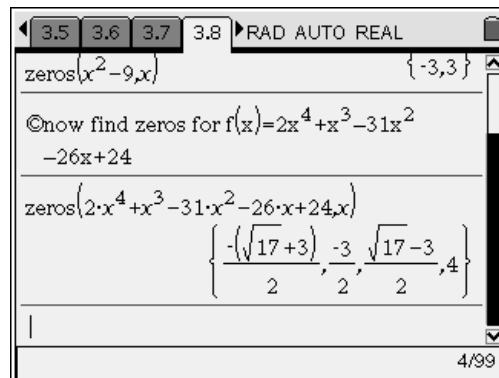 3.5 3.6 3.7 3.8 RAD AUTO REAL
zeros(x²-9,x) {-3,3}
©now find zeros for f(x)=2x⁴+x³-31x²
-26x+24
zeros(2·x⁴+x³-31·x²-26·x+24,x)
{-(√17+3)/2, -3/2, √17-3/2, 4}
4/99